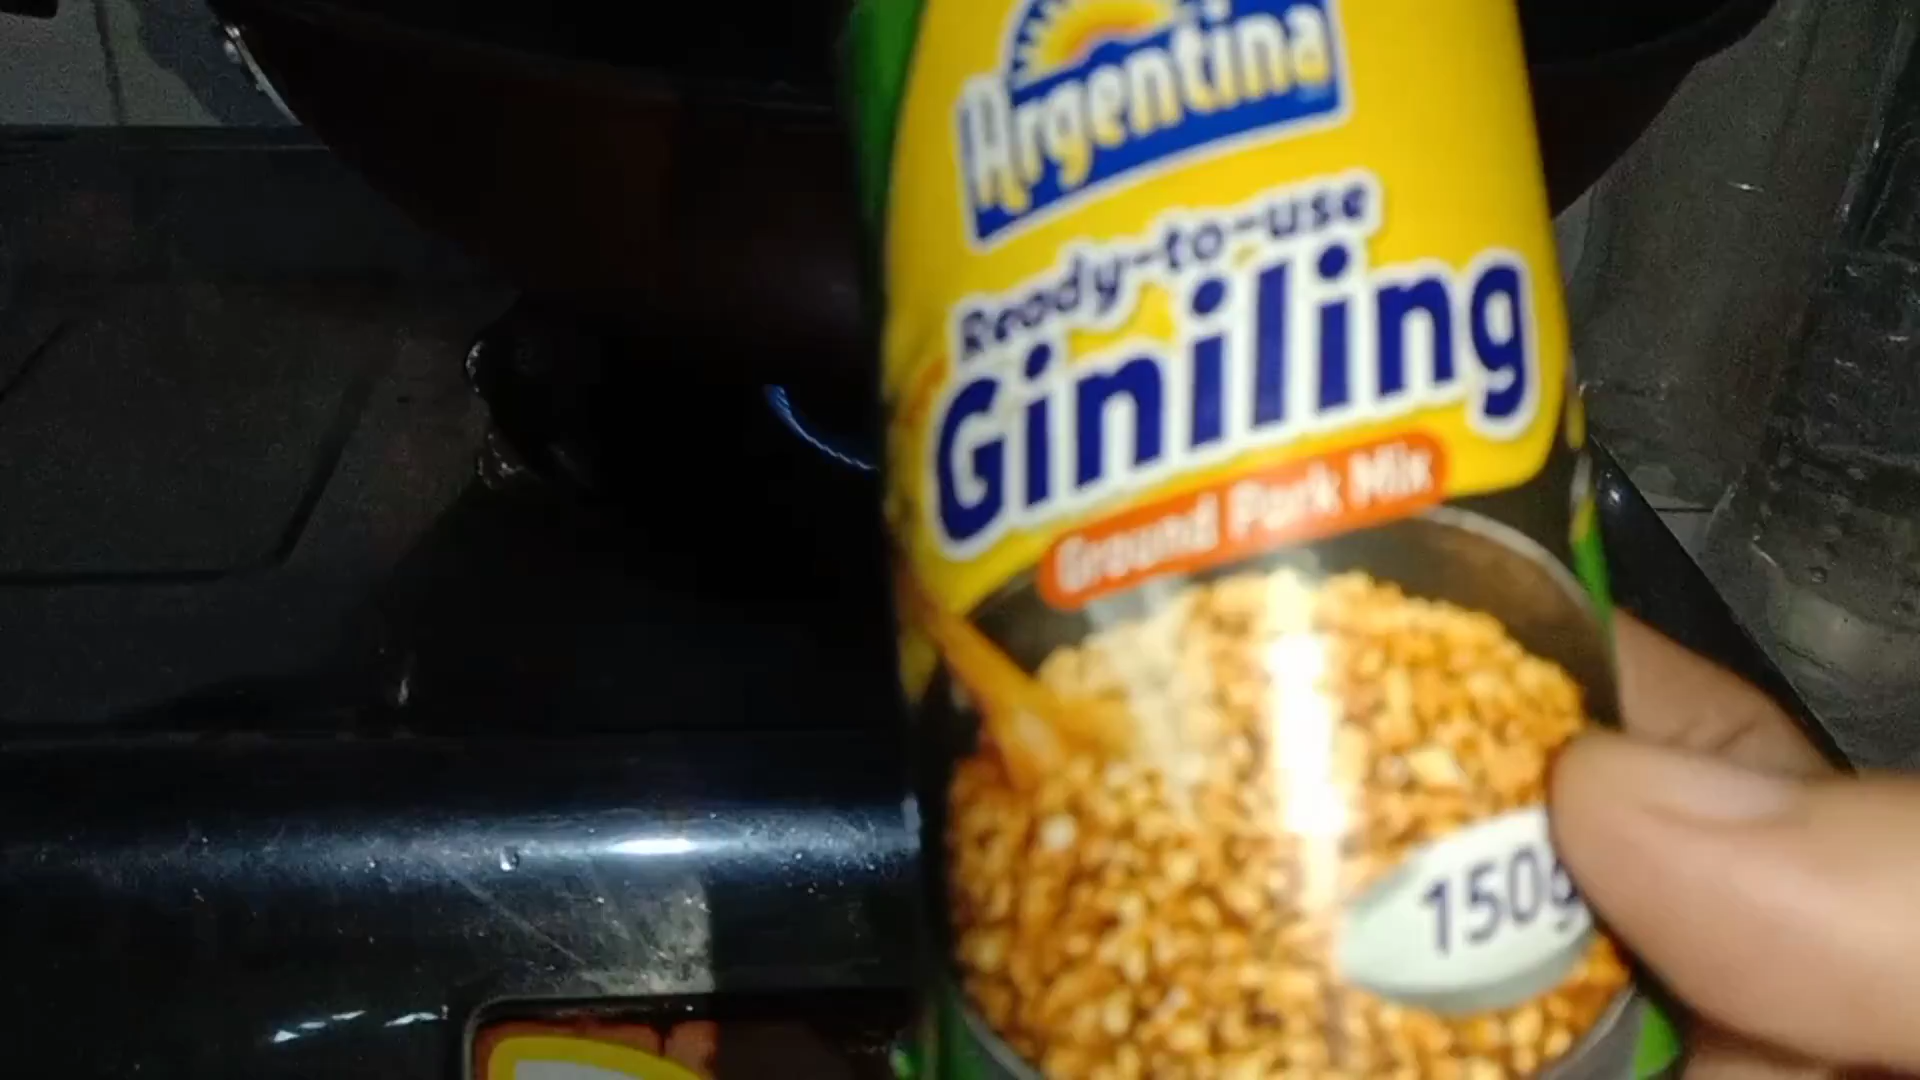 Argentina
Ready-to-use
Giniling
Ground Pork Mix
150g